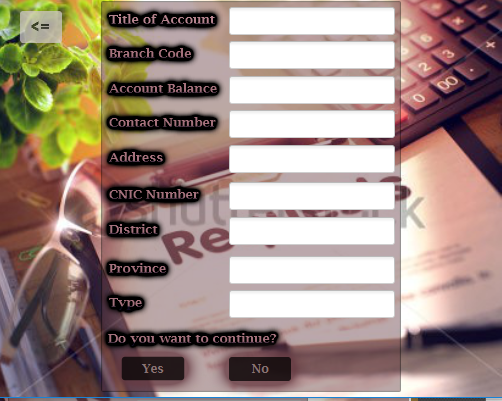 <=
Title of Account
Branch Code
Account Balance
Contact Number
Address
CNIC Number
District
Province
Type
Do you want to continue?
Yes No